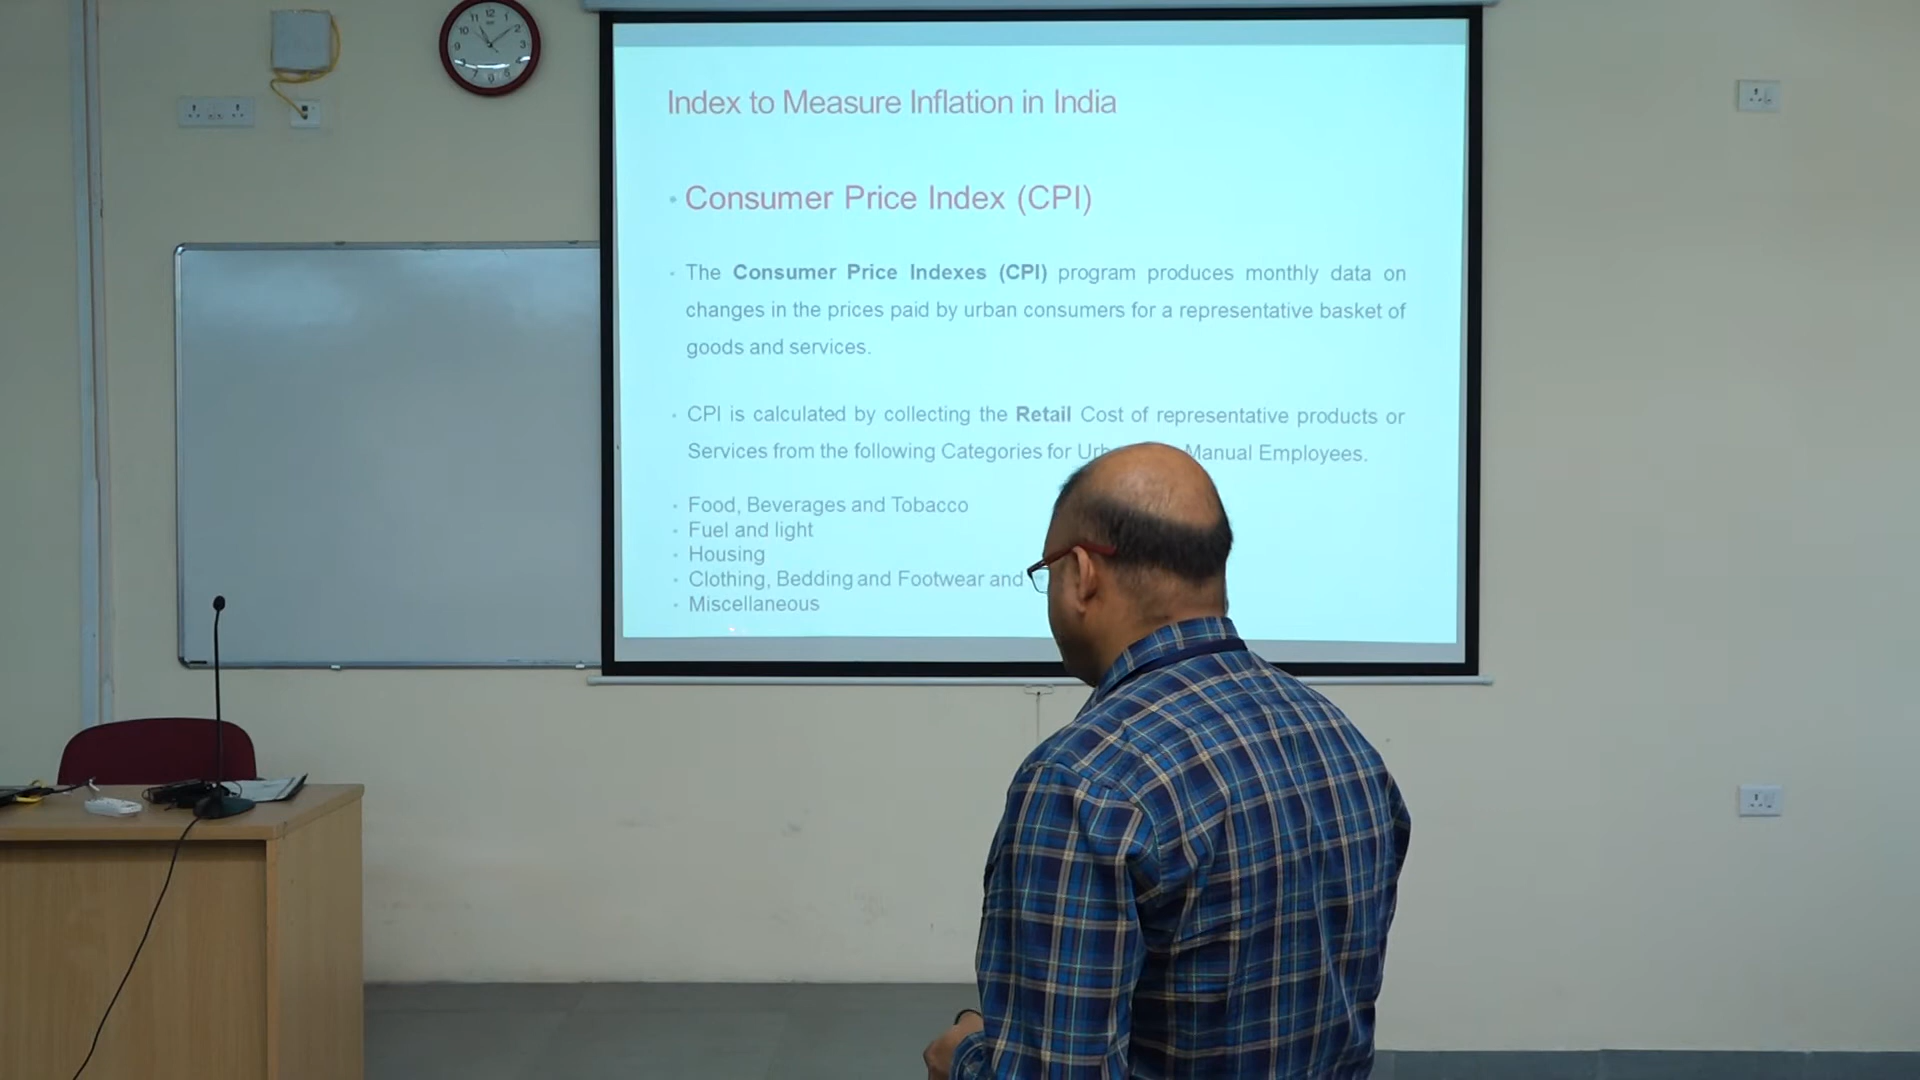 Index to Measure Inflation in India
• Consumer Price Index (CPI)
• The Consumer Price Indexes (CPI) program produces monthly data on
changes in the prices paid by urban consumers for a representative basket of
goods and services.
• CPI is calculated by collecting the Retail Cost of representative products or
Services from the following Categories for Manual Employees.
• Food, Beverages and Tobacco
• Fuel and light
• Housing
• Clothing, Bedding and Footwear and
• Miscellaneous